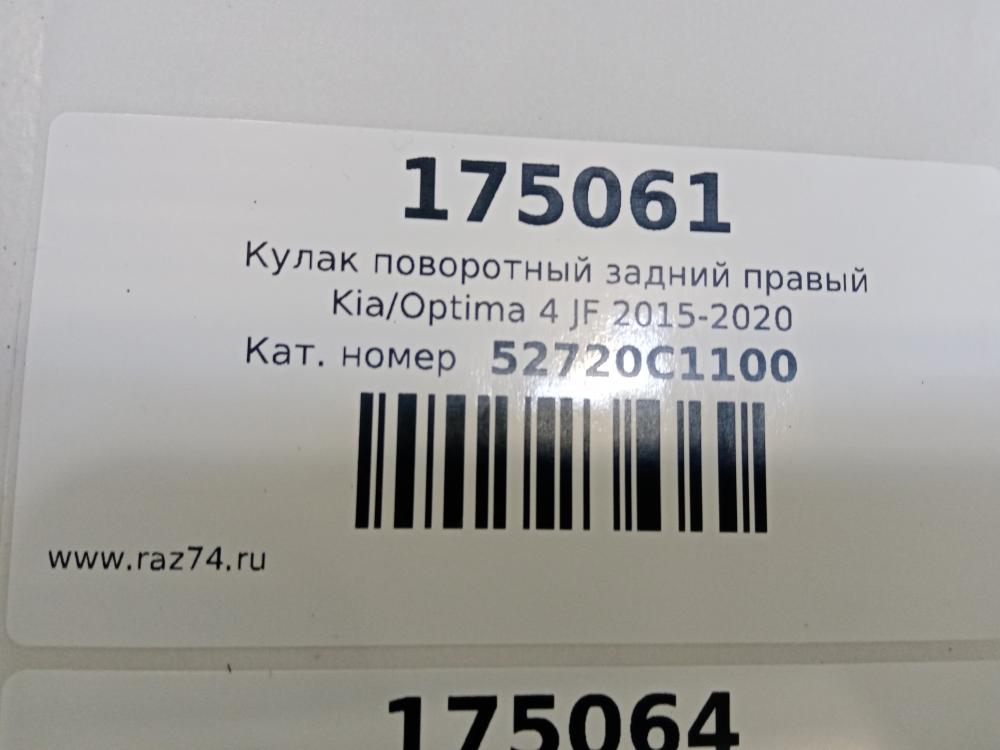 175061
Кулак поворотный задний правый
Kia/Optima 4 JF 2015-2020
Кат. номер 52720C1100
www.raz74.ru
175064